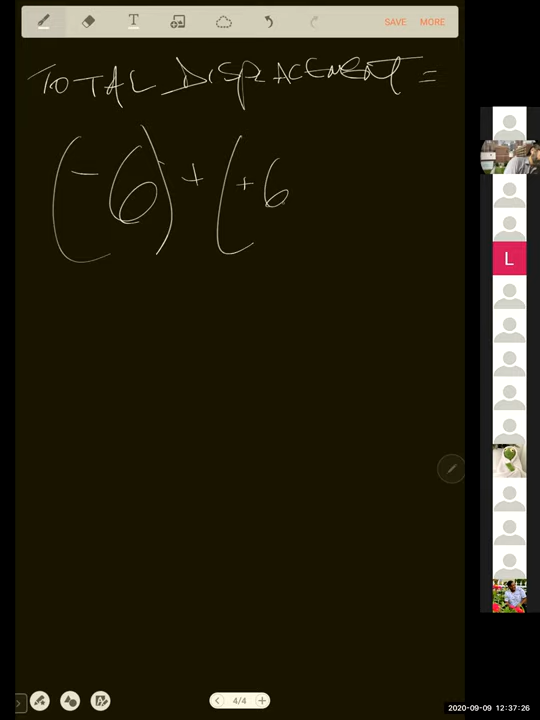 SAVE MORE
TOTAL DISPLACEMENT =
(-6) + (+6
L
4/4
2020-09-09 12:37:26